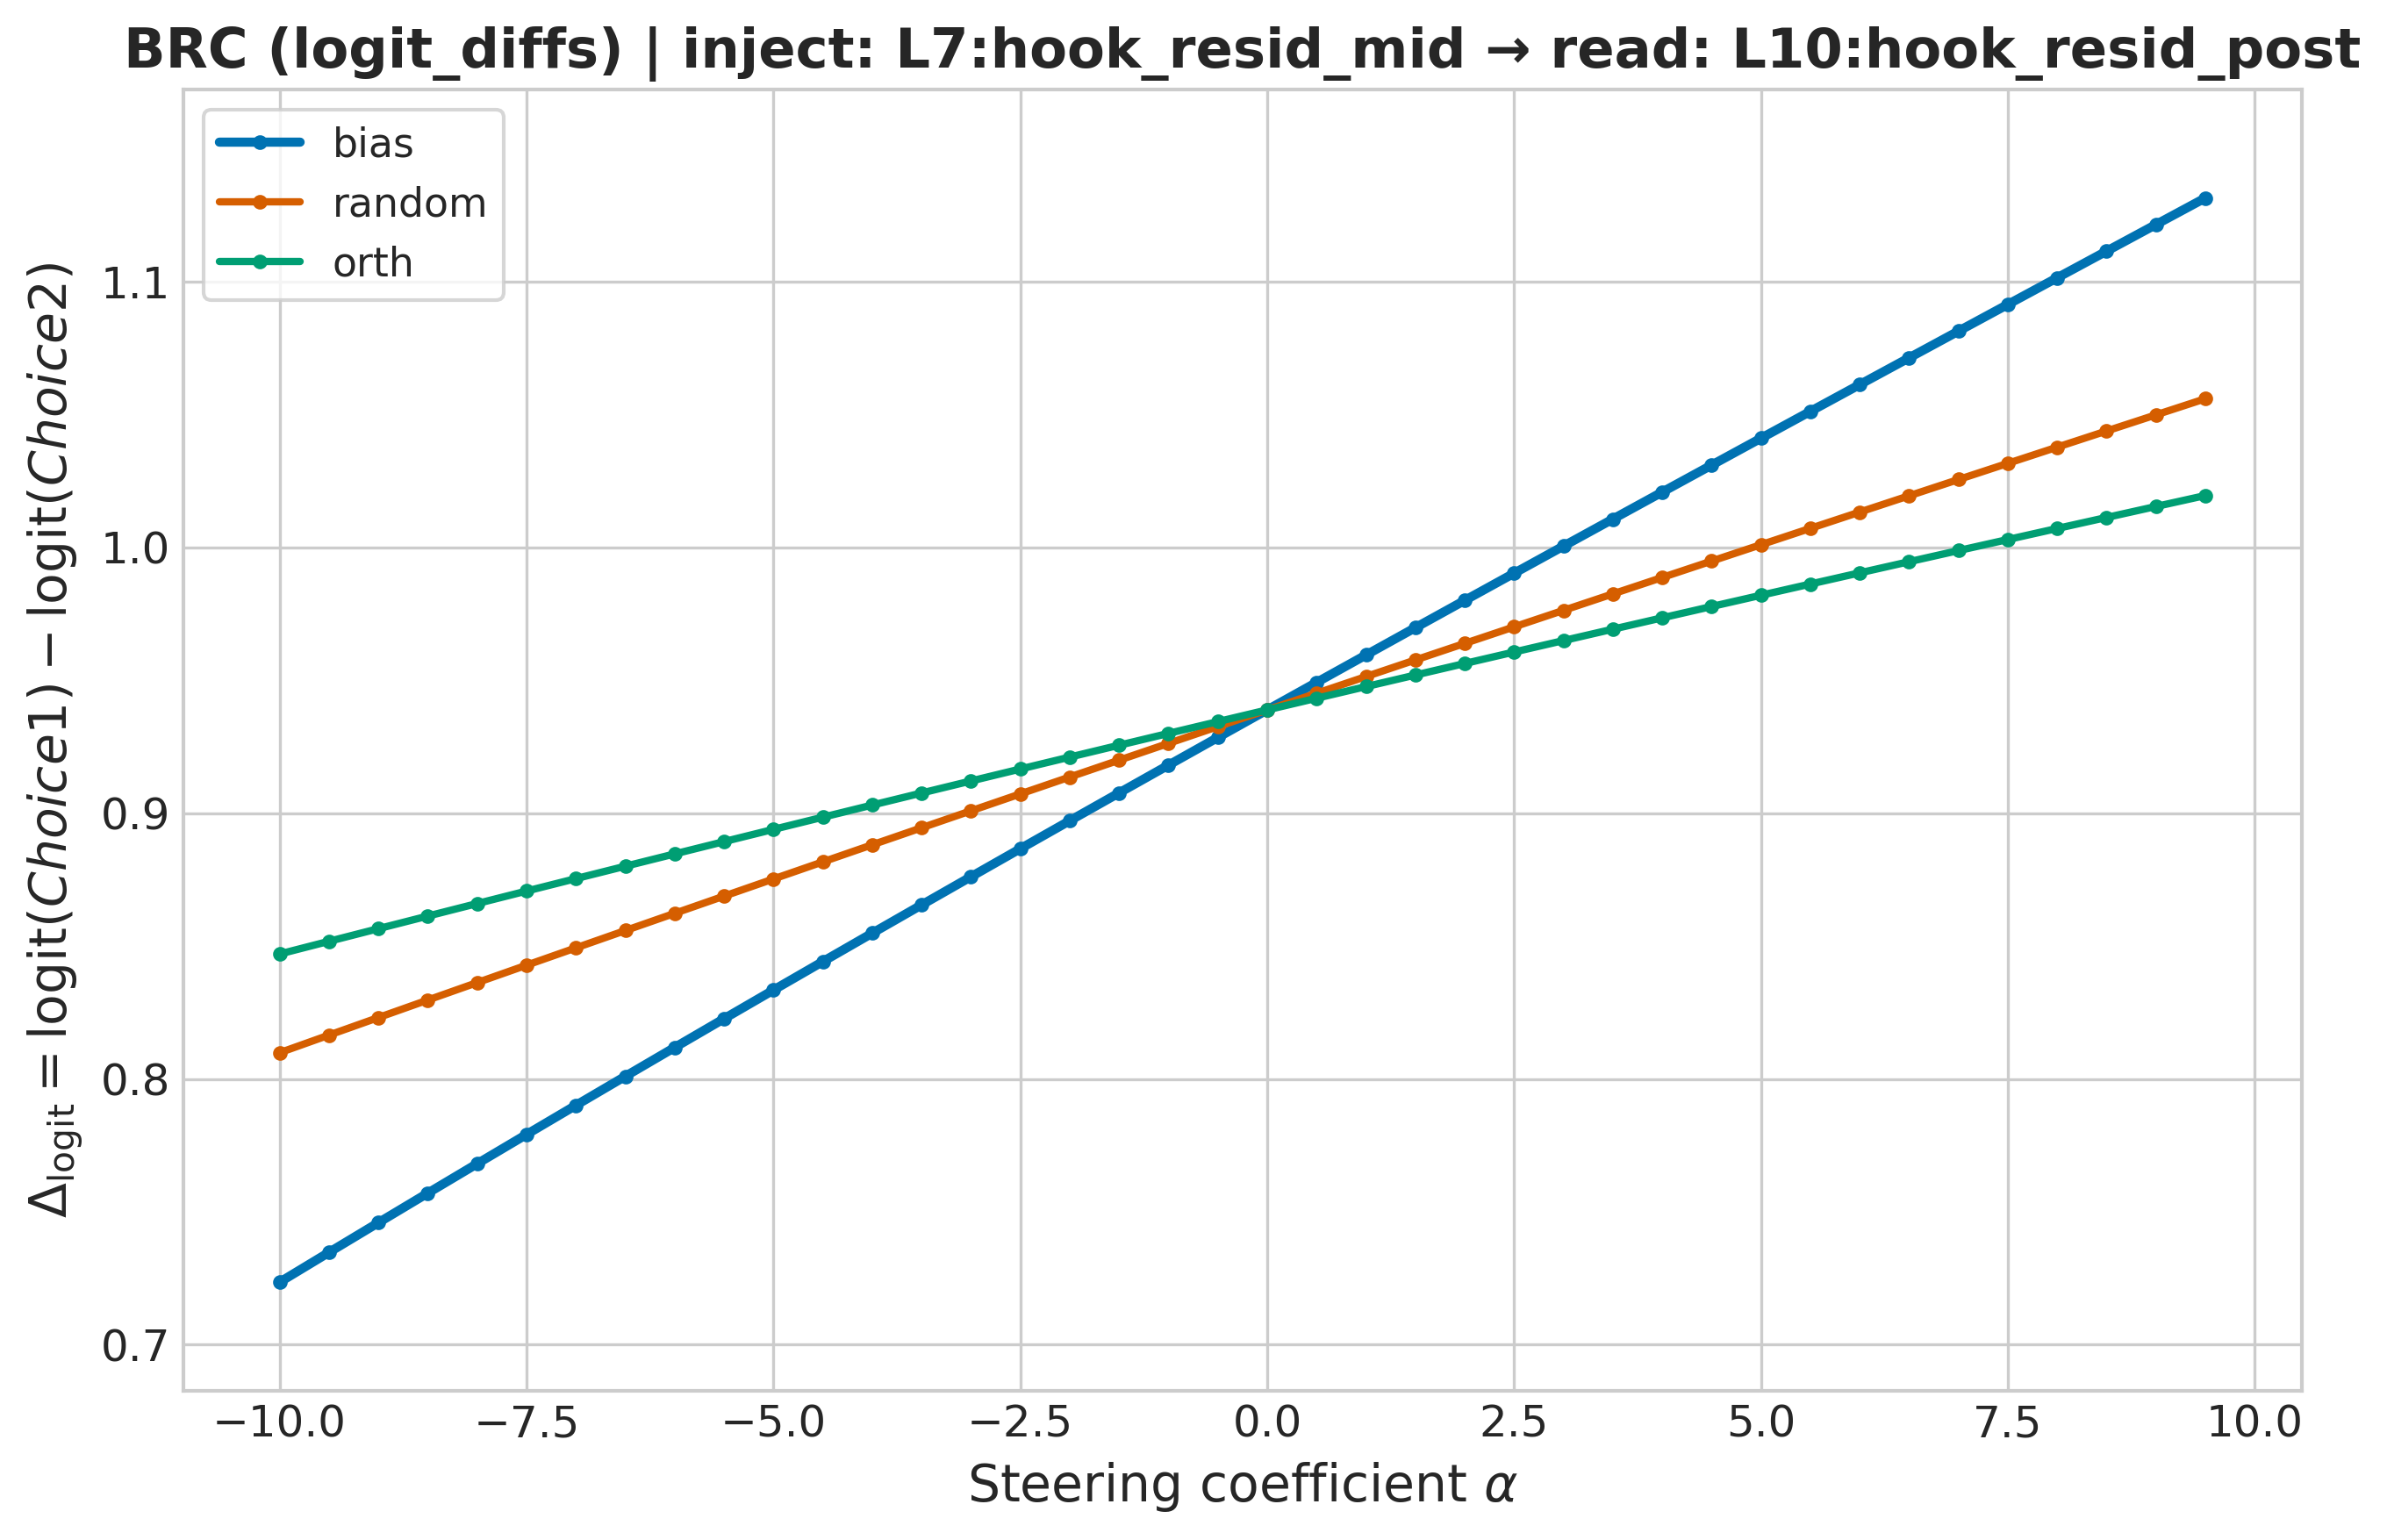 BRC (logit_diffs) | inject: L7:hook_resid_mid → read: L10:hook_resid_post
bias
random
orth
Δlogit = logit(Choice1) − logit(Choice2)
1.1
1.0
0.9
0.8
0.7
−10.0 −7.5 −5.0 −2.5 0.0 2.5 5.0 7.5 10.0
Steering coefficient α